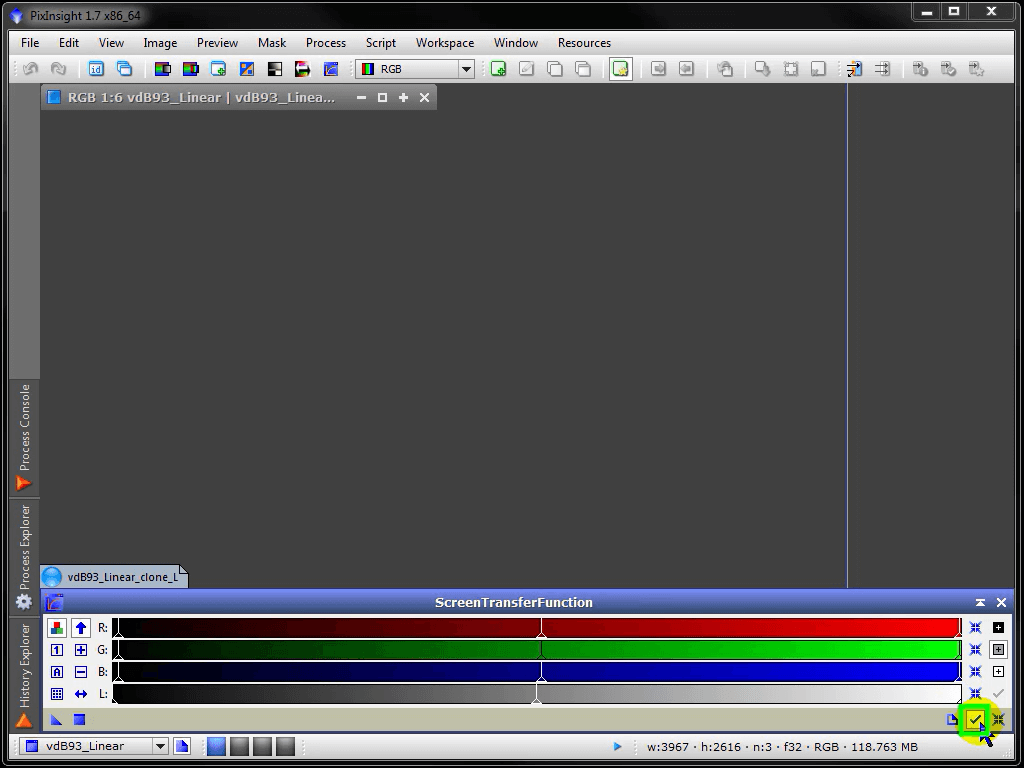 PixInsight 1.7 x86_64
File Edit View Image Preview Mask Process Script Workspace Window Resources
id RGB
RGB 1:6 vdB93_Linear | vdB93_Linea...
Process Console
Process Explorer
History Explorer
vdB93_Linear_clone_L
ScreenTransferFunction
R:
1 G:
A B:
L:
vdB93_Linear w:3967 · h:2616 · n:3 · f32 · RGB · 118.763 MB